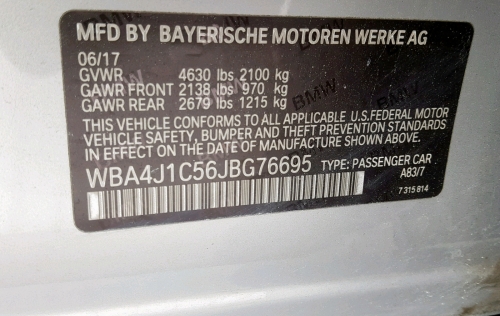 MFD BY BAYERISCHE MOTOREN WERKE AG
06/17
GVWR 4630 lbs 2100 kg
GAWR FRONT 2138 lbs 970 kg
GAWR REAR 2679 lbs 1215 kg
THIS VEHICLE CONFORMS TO ALL APPLICABLE U.S.FEDERAL MOTOR
VEHICLE SAFETY, BUMPER AND THEFT PREVENTION STANDARDS
IN EFFECT ON THE DATE OF MANUFACTURE SHOWN ABOVE.
WBA4J1C56JBG76695 TYPE: PASSENGER CAR
A83/7
7 315 814
BMW